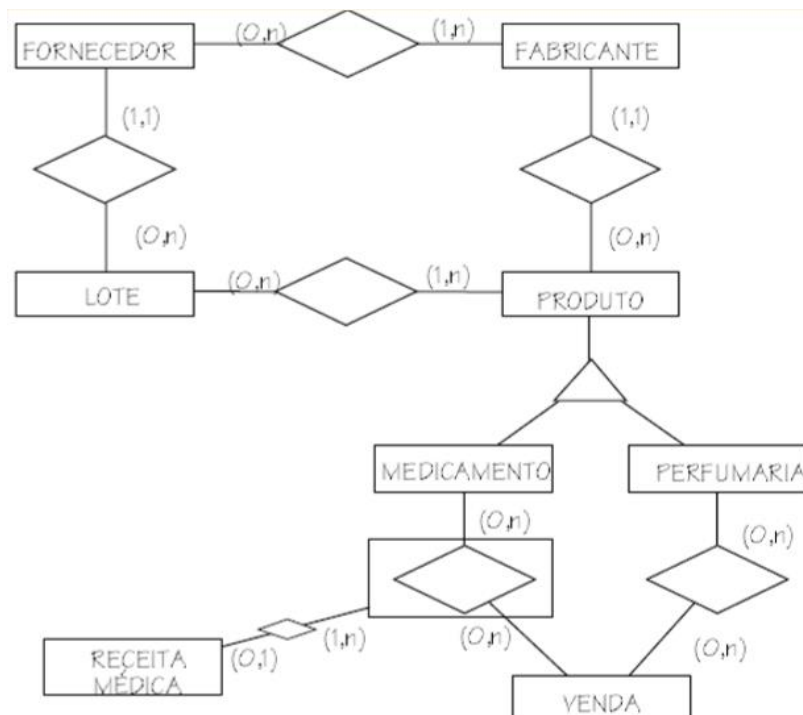 (0,n) (1,n)
FORNECEDOR FABRICANTE
(1,1) (1,1)
(0,n) (0,n)
(0,n) (1,n)
LOTE PRODUTO
MEDICAMENTO PERFUMARIA
(0,n) (0,n)
(1,n) (0,n) (0,n)
(0,1)
RECEITA
MÉDICA
VENDA